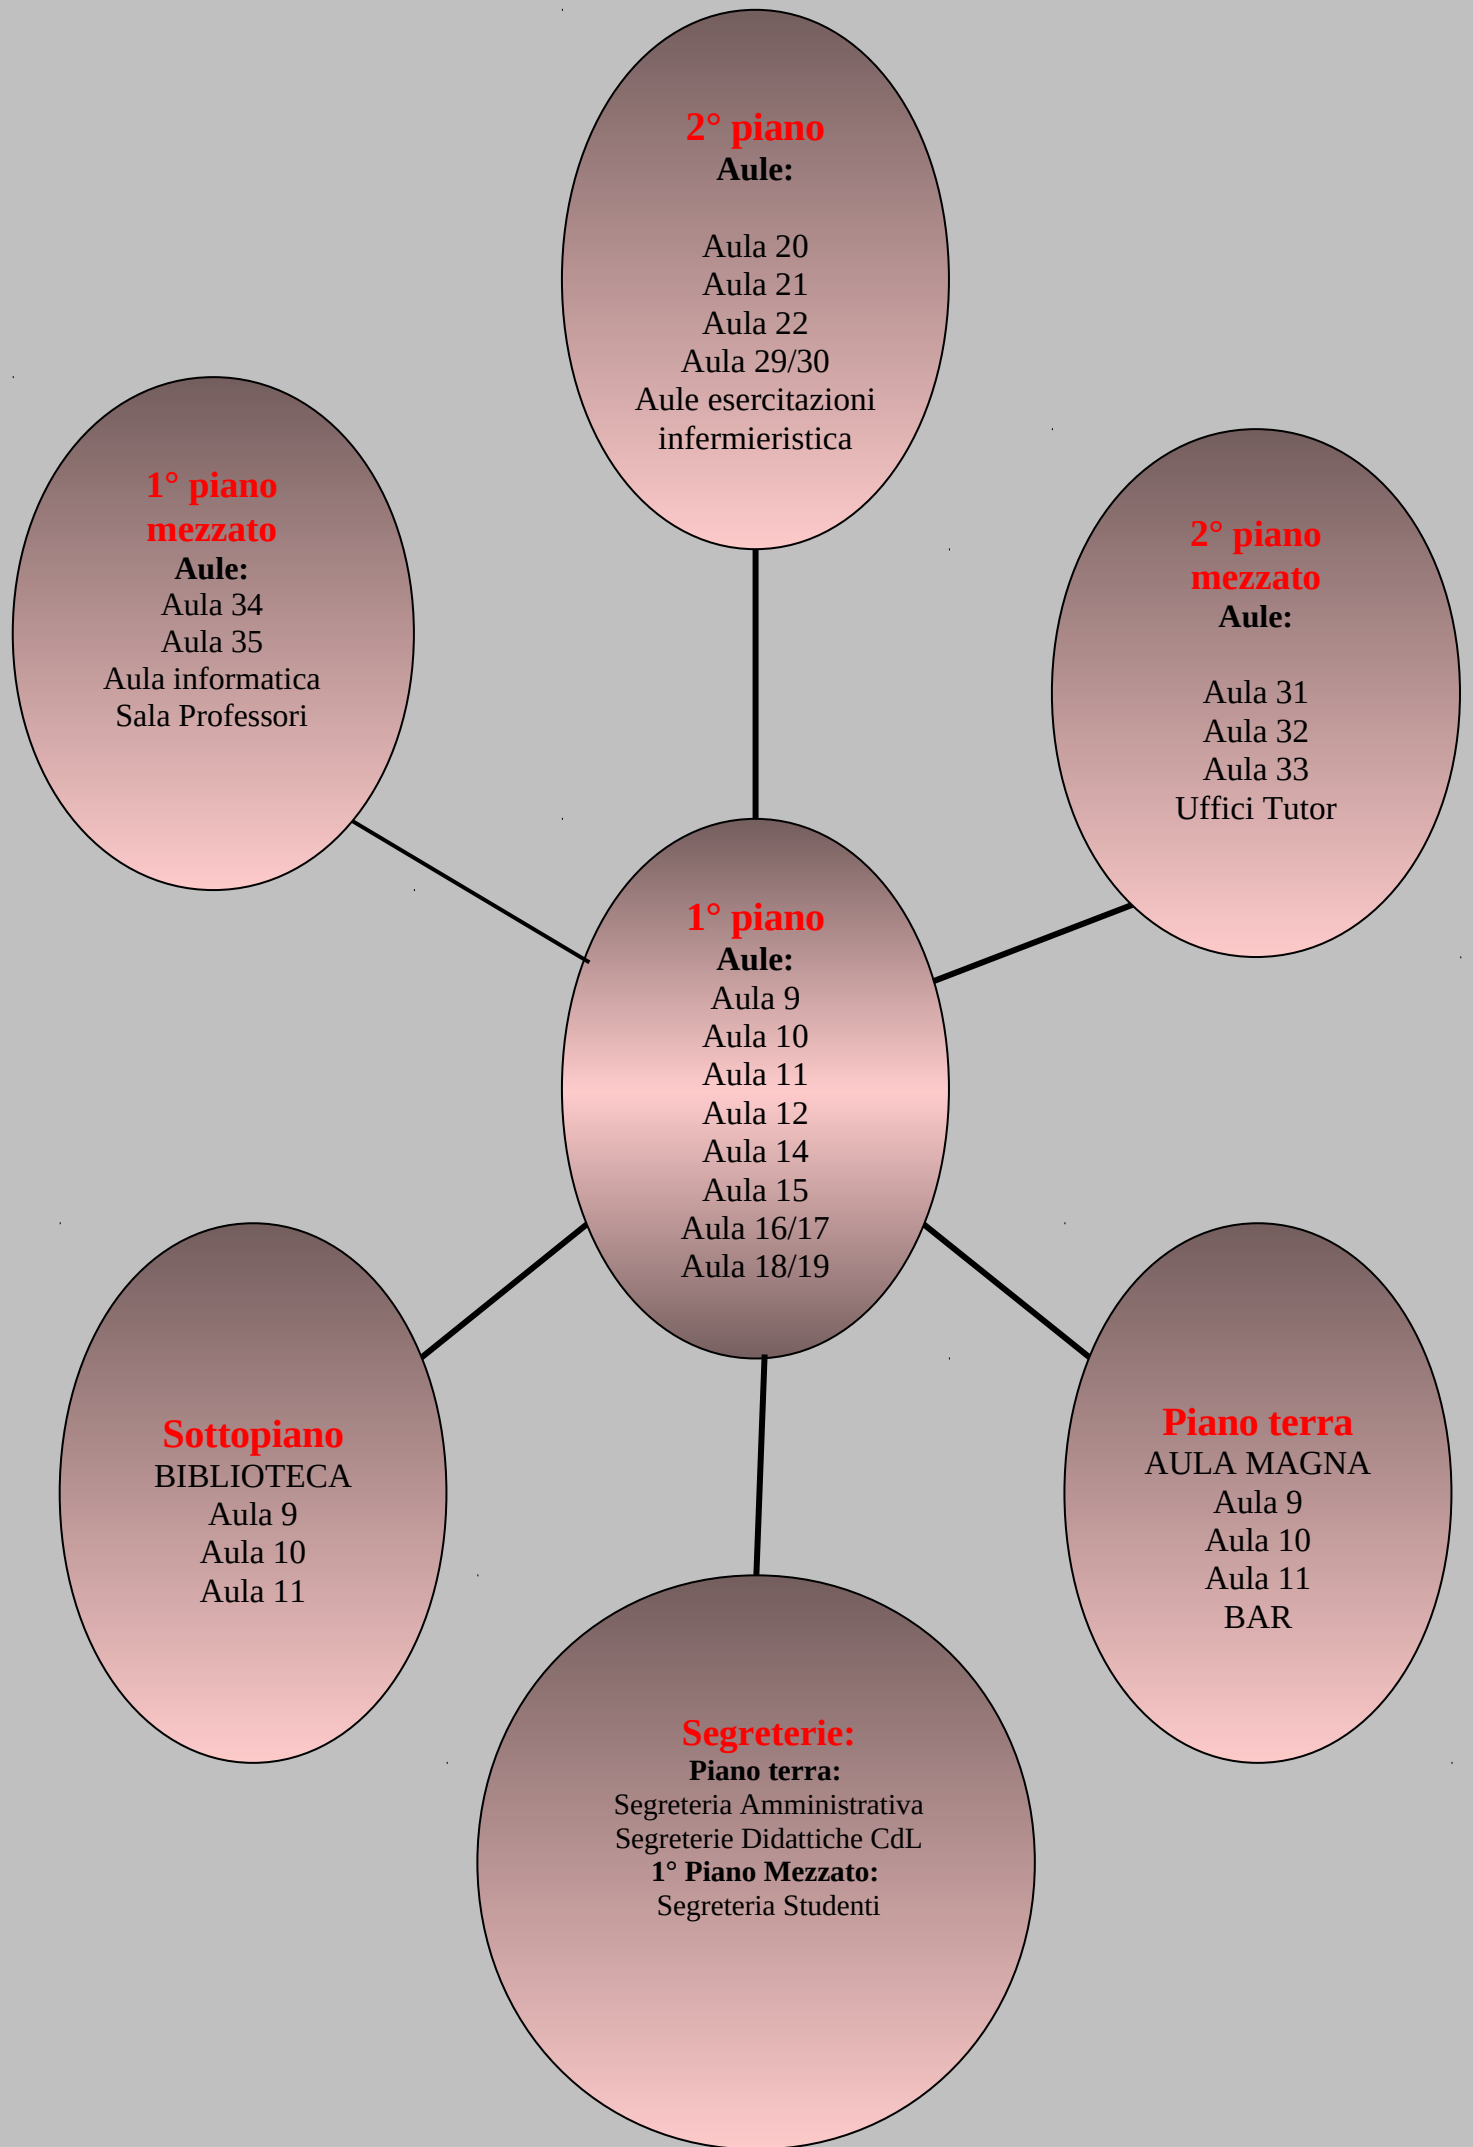 2° piano
Aule:
Aula 20
Aula 21
Aula 22
Aula 29/30
Aule esercitazioni
infermieristica
1° piano
mezzato
Aule:
Aula 34
Aula 35
Aula informatica
Sala Professori
2° piano
mezzato
Aule:
Aula 31
Aula 32
Aula 33
Uffici Tutor
1° piano
Aule:
Aula 9
Aula 10
Aula 11
Aula 12
Aula 14
Aula 15
Aula 16/17
Aula 18/19
Sottopiano
BIBLIOTECA
Aula 9
Aula 10
Aula 11
Piano terra
AULA MAGNA
Aula 9
Aula 10
Aula 11
BAR
Segreterie:
Piano terra:
Segreteria Amministrativa
Segreterie Didattiche CdL
1° Piano Mezzato:
Segreteria Studenti